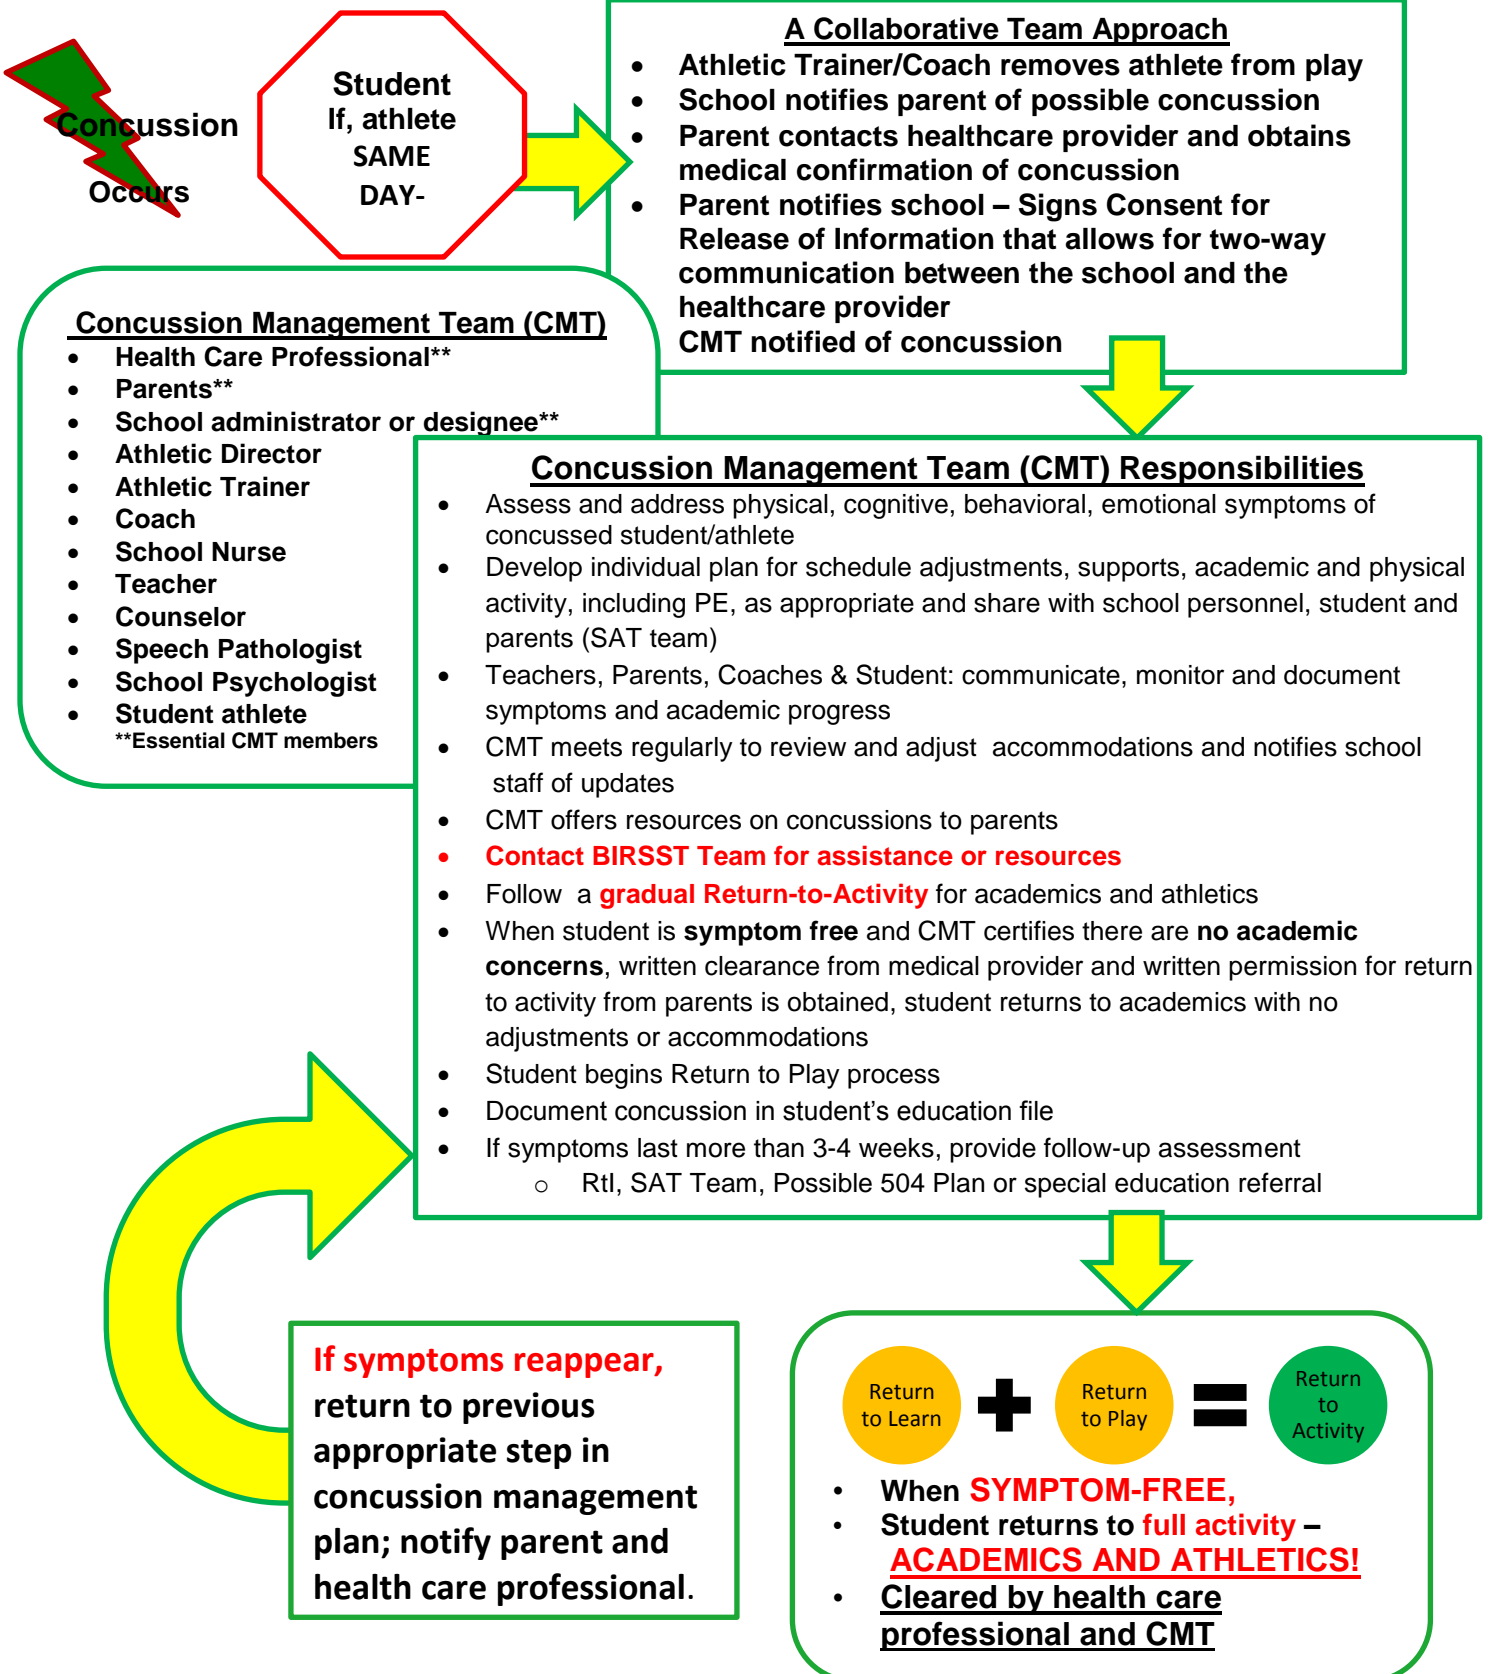 Concussion
Occurs
Student
If, athlete
SAME
DAY-
A Collaborative Team Approach
• Athletic Trainer/Coach removes athlete from play
• School notifies parent of possible concussion
• Parent contacts healthcare provider and obtains
medical confirmation of concussion
• Parent notifies school – Signs Consent for
Release of Information that allows for two-way
communication between the school and the
healthcare provider
CMT notified of concussion
Concussion Management Team (CMT)
• Health Care Professional**
• Parents**
• School administrator or designee**
• Athletic Director
• Athletic Trainer
• Coach
• School Nurse
• Teacher
• Counselor
• Speech Pathologist
• School Psychologist
• Student athlete
**Essential CMT members
Concussion Management Team (CMT) Responsibilities
• Assess and address physical, cognitive, behavioral, emotional symptoms of
concussed student/athlete
• Develop individual plan for schedule adjustments, supports, academic and physical
activity, including PE, as appropriate and share with school personnel, student and
parents (SAT team)
• Teachers, Parents, Coaches & Student: communicate, monitor and document
symptoms and academic progress
• CMT meets regularly to review and adjust accommodations and notifies school
staff of updates
• CMT offers resources on concussions to parents
• Contact BIRSST Team for assistance or resources
• Follow a gradual Return-to-Activity for academics and athletics
• When student is symptom free and CMT certifies there are no academic
concerns, written clearance from medical provider and written permission for return
to activity from parents is obtained, student returns to academics with no
adjustments or accommodations
• Student begins Return to Play process
• Document concussion in student’s education file
• If symptoms last more than 3-4 weeks, provide follow-up assessment
o RtI, SAT Team, Possible 504 Plan or special education referral
If symptoms reappear,
return to previous
appropriate step in
concussion management
plan; notify parent and
health care professional.
Return
to Learn
+
Return
to Play
=
Return
to
Activity
• When SYMPTOM-FREE,
• Student returns to full activity –
ACADEMICS AND ATHLETICS!
• Cleared by health care
professional and CMT